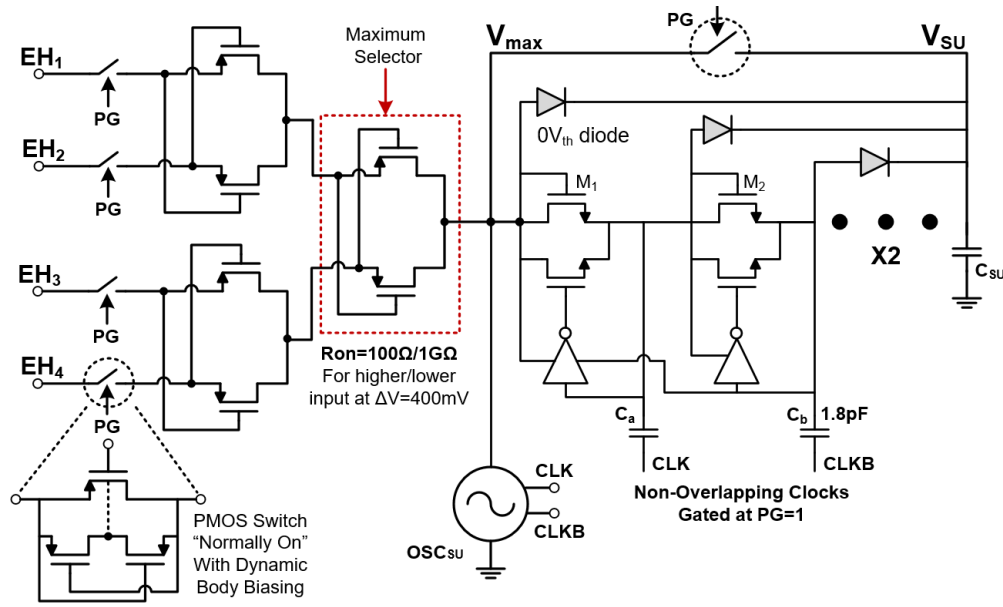 EH1
PG
EH2
PG
EH3
PG
EH4
PG
PMOS Switch
“Normally On”
With Dynamic
Body Biasing
Maximum
Selector
Ron=100Ω/1GΩ
For higher/lower
input at ΔV=400mV
Vmax
PG
VSU
0Vth diode
M1
M2
X2
CSU
Ca
CLK
Cb
1.8pF
CLKB
Non-Overlapping Clocks
Gated at PG=1
CLK
CLKB
OSCSU